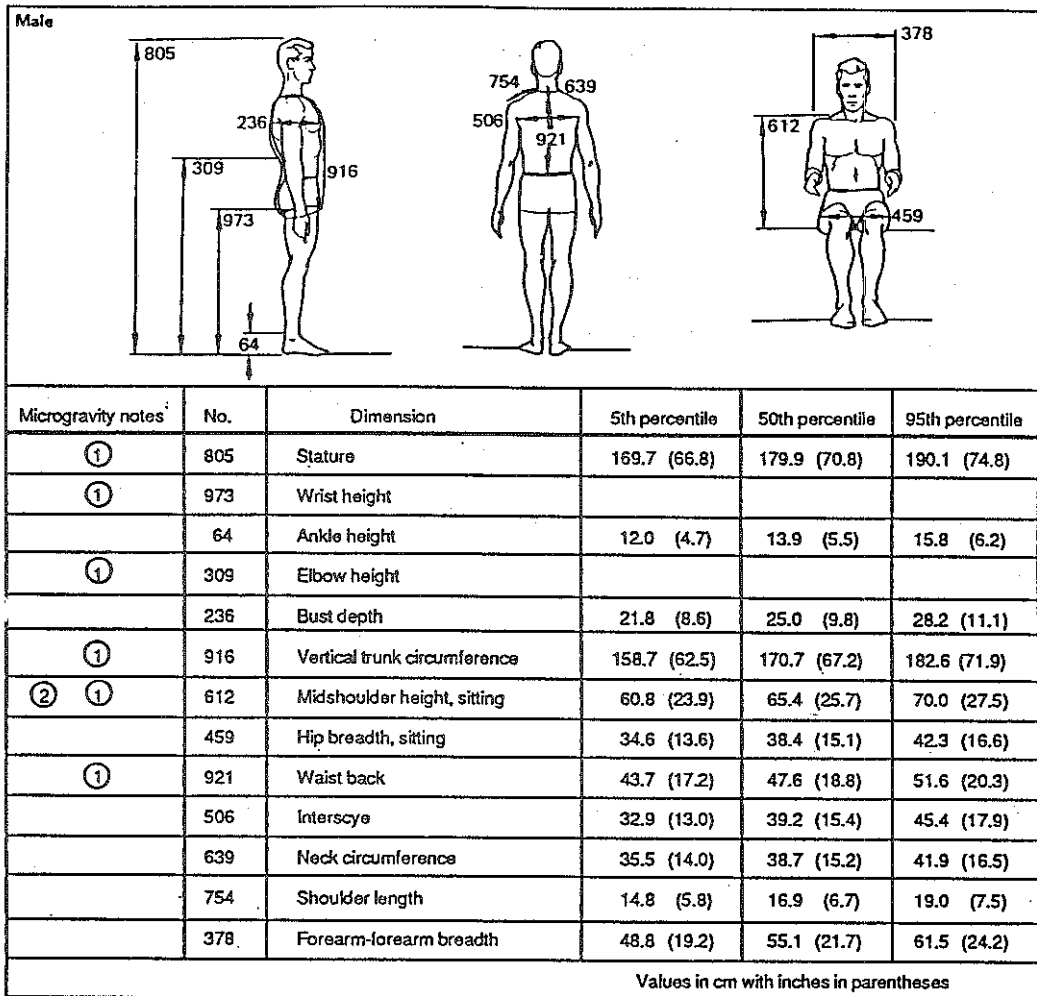 Male
805
236
309
916
973
64
754
639
506
921
378
612
459
Microgravity notes No. Dimension 5th percentile 50th percentile 95th percentile
① 805 Stature 169.7 (66.8) 179.9 (70.8) 190.1 (74.8)
① 973 Wrist height
64 Ankle height 12.0 (4.7) 13.9 (5.5) 15.8 (6.2)
① 309 Elbow height
236 Bust depth 21.8 (8.6) 25.0 (9.8) 28.2 (11.1)
① 916 Vertical trunk circumference 158.7 (62.5) 170.7 (67.2) 182.6 (71.9)
② ① 612 Midshoulder height, sitting 60.8 (23.9) 65.4 (25.7) 70.0 (27.5)
459 Hip breadth, sitting 34.6 (13.6) 38.4 (15.1) 42.3 (16.6)
① 921 Waist back 43.7 (17.2) 47.6 (18.8) 51.6 (20.3)
506 Interscye 32.9 (13.0) 39.2 (15.4) 45.4 (17.9)
639 Neck circumference 35.5 (14.0) 38.7 (15.2) 41.9 (16.5)
754 Shoulder length 14.8 (5.8) 16.9 (6.7) 19.0 (7.5)
378 Forearm-forearm breadth 48.8 (19.2) 55.1 (21.7) 61.5 (24.2)
Values in cm with inches in parentheses